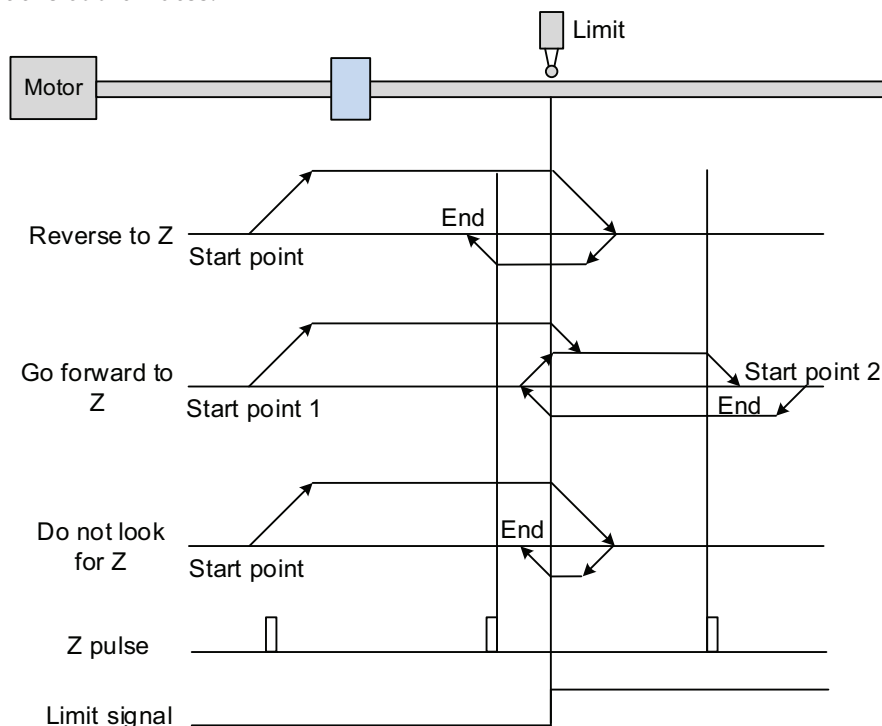 Limit
Motor
End
Reverse to Z
Start point
Go forward to
Z
Start point 2
Start point 1
End
Do not look
for Z
End
Start point
Z pulse
Limit signal